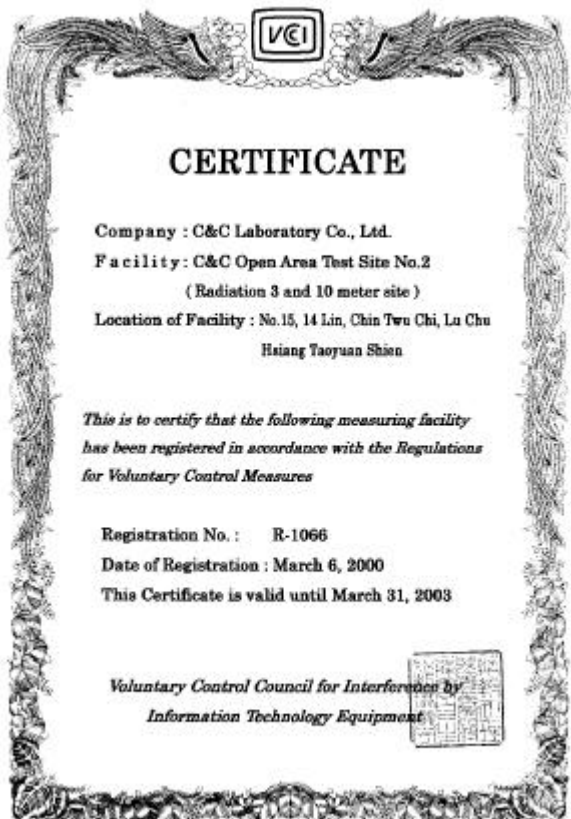 VCCI
CERTIFICATE
Company : C&C Laboratory Co., Ltd.
Facility : C&C Open Area Test Site No.2
( Radiation 3 and 10 meter site )
Location of Facility : No.15, 14 Lin, Chin Twu Chi, Lu Chu
Hsiang Taoyuan Shien
This is to certify that the following measuring facility
has been registered in accordance with the Regulations
for Voluntary Control Measures
Registration No. : R-1066
Date of Registration : March 6, 2000
This Certificate is valid until March 31, 2003
Voluntary Control Council for Interference by
Information Technology Equipment